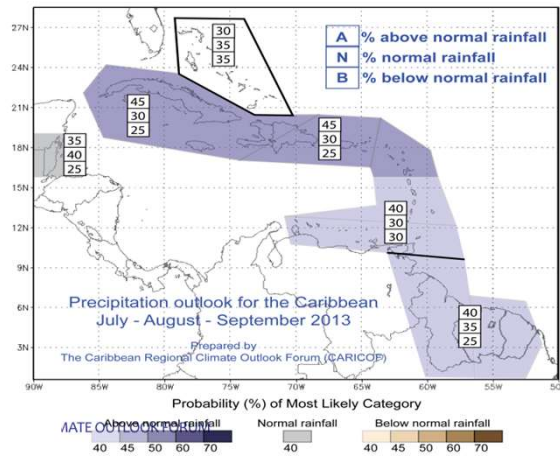 27N
24N
21N
18N
15N
12N
9N
6N
3N
30
35
35
A % above normal rainfall
N % normal rainfall
B % below normal rainfall
45
30
25
45
30
25
35
40
25
40
30
30
40
35
25
Precipitation outlook for the Caribbean
July - August - September 2013
Prepared by
The Caribbean Regional Climate Outlook Forum (CARICOF)
90W 85W 80W 75W 70W 65W 60W 55W
Probability (%) of Most Likely Category
Above normal rainfall Normal rainfall Below normal rainfall
OUTLOOK FORUM
40 45 50 60 70 40 40 45 50 60 70